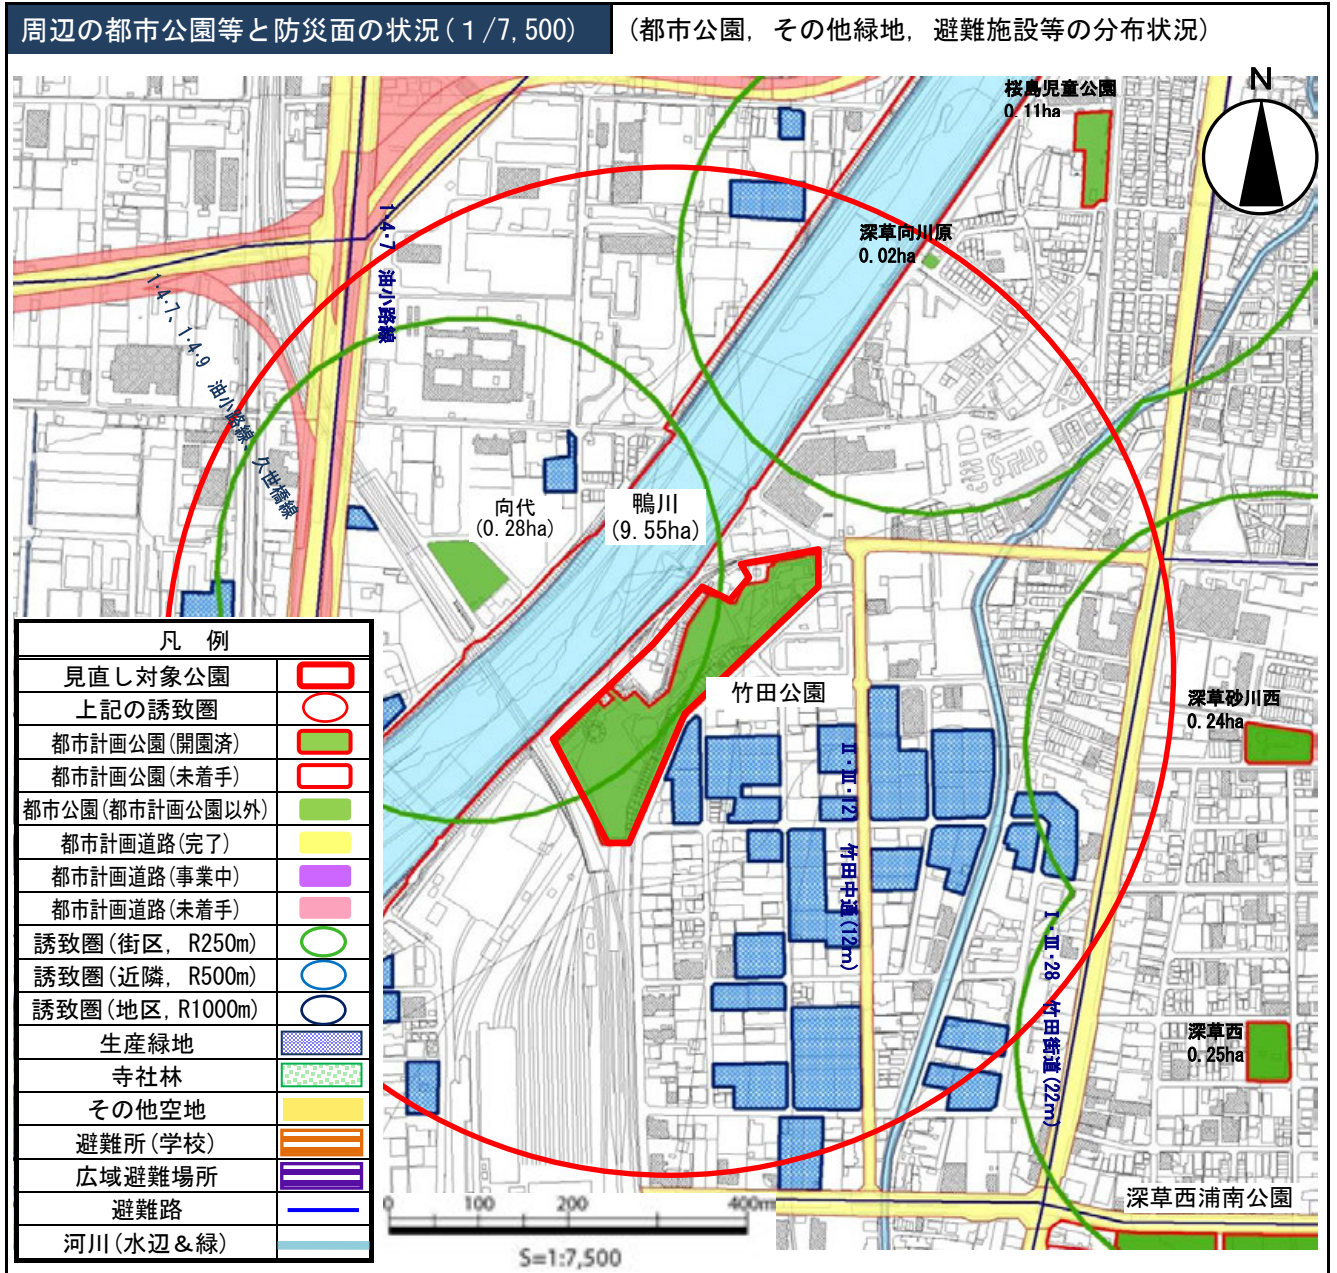 周辺の都市公園等と防災面の状況(1/7,500)
(都市公園, その他緑地, 避難施設等の分布状況)
N
桜島児童公園
0.11ha
深草向川原
0.02ha
1・4・7 油小路線
1・4・7、1・4・9 油小路線、久世橋線
向代
(0.28ha)
鴨川
(9.55ha)
竹田公園
深草砂川西
0.24ha
Ⅱ・Ⅲ・121 竹田中通(12m)
Ⅰ・Ⅲ・28 竹田街道(22m)
深草西
0.25ha
深草西浦南公園
凡 例
見直し対象公園
上記の誘致圏
都市計画公園(開園済)
都市計画公園(未着手)
都市公園(都市計画公園以外)
都市計画道路(完了)
都市計画道路(事業中)
都市計画道路(未着手)
誘致圏(街区, R250m)
誘致圏(近隣, R500m)
誘致圏(地区, R1000m)
生産緑地
寺社林
その他空地
避難所(学校)
広域避難場所
避難路
河川(水辺&緑)
0 100 200 400m
S=1:7,500